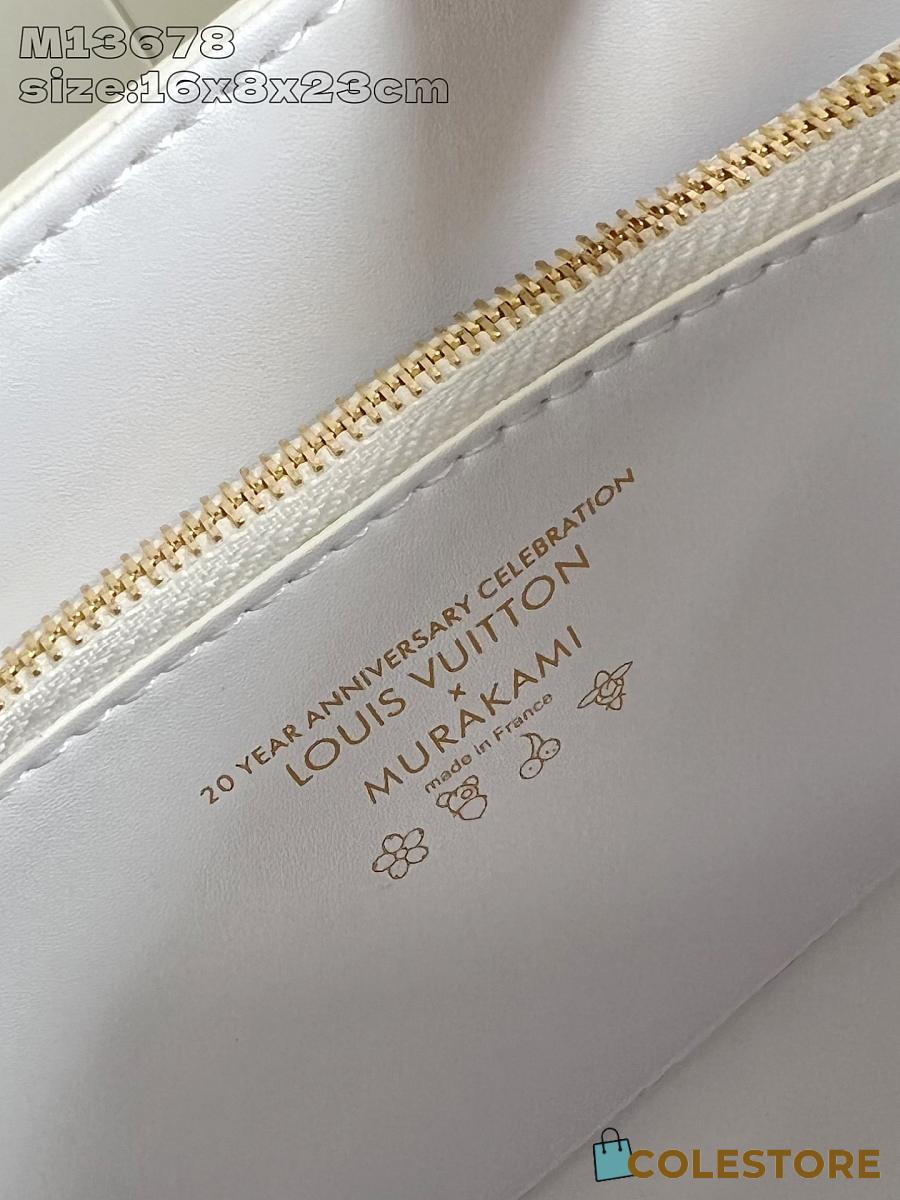 M13678
size:16x8x23cm
20 YEAR ANNIVERSARY CELEBRATION
LOUIS VUITTON
x
MURAKAMI
made in France
COLESTORE